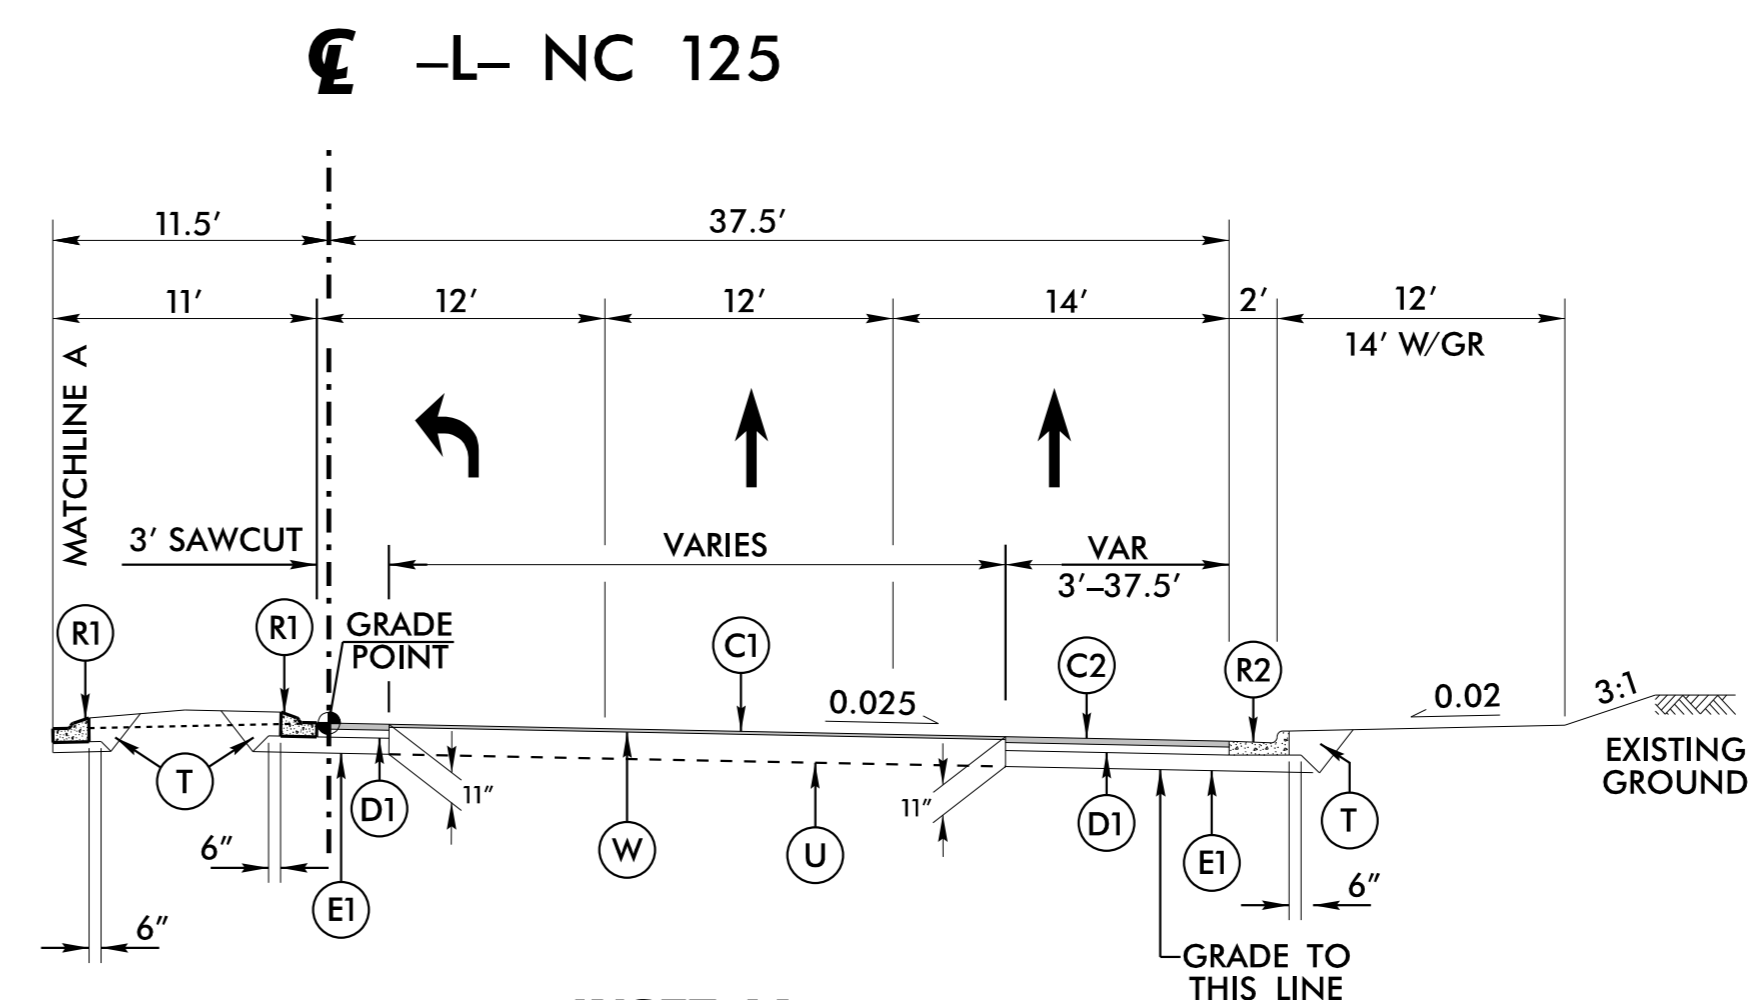 ℄ –L– NC 125
11.5′ 37.5′
11′ 12′ 12′ 14′ 2′ 12′
14′ W/GR
MATCHLINE A
3′ SAWCUT
VARIES
VAR
3′–37.5′
R1
R1
GRADE
POINT
C1
C2
R2
0.025
0.02
3:1
EXISTING
GROUND
T
D1
11″
W
U
11″
D1
E1
T
6″
E1
6″
6″
GRADE TO
THIS LINE